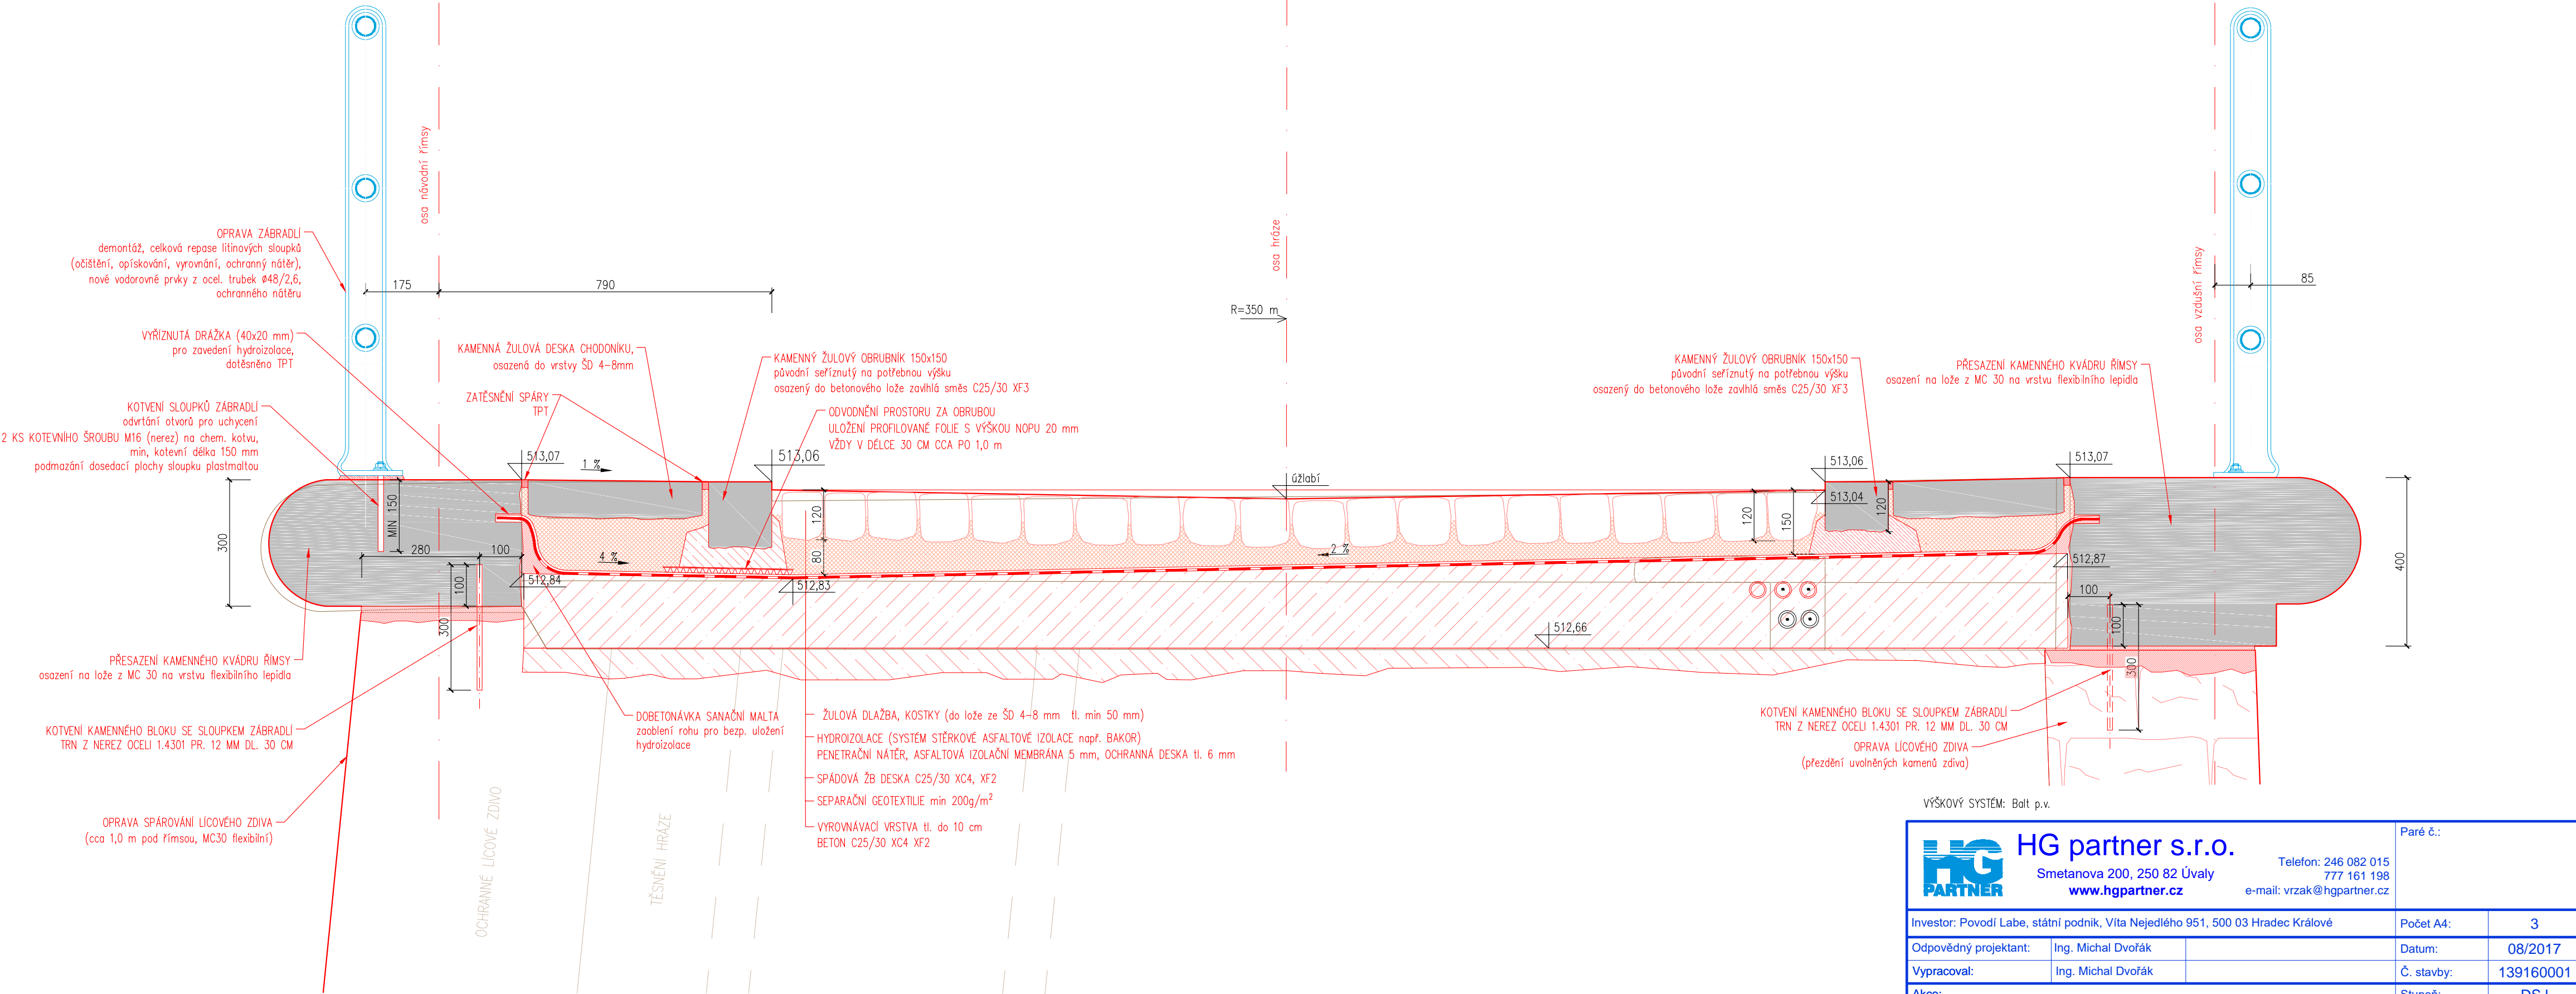 osa návodní římsy
osa hráze
osa vzdušní římsy
OPRAVA ZÁBRADLÍ
demontáž, celková repase litinových sloupků
(očištění, opískování, vyrovnání, ochranný nátěr),
nové vodorovné prvky z ocel. trubek Ø48/2,6,
ochranného nátěru
175
790
R=350 m
85
VYŘÍZNUTÁ DRÁŽKA (40x20 mm)
pro zavedení hydroizolace,
dotěsněno TPT
KAMENNÁ ŽULOVÁ DESKA CHODONÍKU,
osazená do vrstvy ŠD 4-8mm
KAMENNÝ ŽULOVÝ OBRUBNÍK 150x150
původní seříznutý na potřebnou výšku
osazený do betonového lože zavlhlá směs C25/30 XF3
KAMENNÝ ŽULOVÝ OBRUBNÍK 150x150
původní seříznutý na potřebnou výšku
osazený do betonového lože zavlhlá směs C25/30 XF3
PŘESAZENÍ KAMENNÉHO KVÁDRU ŘÍMSY
osazení na lože z MC 30 na vrstvu flexibilního lepidla
ZATĚSNĚNÍ SPÁRY
TPT
ODVODNĚNÍ PROSTORU ZA OBRUBOU
ULOŽENÍ PROFILOVANÉ FOLIE S VÝŠKOU NOPU 20 mm
VŽDY V DÉLCE 30 CM CCA PO 1,0 m
KOTVENÍ SLOUPKŮ ZÁBRADLÍ
odvrtání otvorů pro uchycení
2 KS KOTEVNÍHO ŠROUBU M16 (nerez) na chem. kotvu,
min, kotevní délka 150 mm
podmazání dosedací plochy sloupku plastmaltou
513,07
1 %
513,06
úžlabí
513,06
513,07
513,04
300
MIN 150
280
100
100
300
4 %
512,84
120
80
512,83
2 %
120
150
120
512,87
100
100
300
400
512,66
PŘESAZENÍ KAMENNÉHO KVÁDRU ŘÍMSY
osazení na lože z MC 30 na vrstvu flexibilního lepidla
KOTVENÍ KAMENNÉHO BLOKU SE SLOUPKEM ZÁBRADLÍ
TRN Z NEREZ OCELI 1.4301 PR. 12 MM DL. 30 CM
OPRAVA SPÁROVÁNÍ LÍCOVÉHO ZDIVA
(cca 1,0 m pod římsou, MC30 flexibilní)
OCHRANNÉ LÍCOVÉ ZDIVO
TĚSNĚNÍ HRÁZE
DOBETONÁVKA SANAČNÍ MALTA
zaoblení rohu pro bezp. uložení
hydroizolace
ŽULOVÁ DLAŽBA, KOSTKY (do lože ze ŠD 4-8 mm tl. min 50 mm)
HYDROIZOLACE (SYSTÉM STĚRKOVÉ ASFALTOVÉ IZOLACE např. BAKOR)
PENETRAČNÍ NÁTĚR, ASFALTOVÁ IZOLAČNÍ MEMBRÁNA 5 mm, OCHRANNÁ DESKA tl. 6 mm
SPÁDOVÁ ŽB DESKA C25/30 XC4, XF2
SEPARAČNÍ GEOTEXTILIE min 200g/m²
VYROVNÁVACÍ VRSTVA tl. do 10 cm
BETON C25/30 XC4 XF2
KOTVENÍ KAMENNÉHO BLOKU SE SLOUPKEM ZÁBRADLÍ
TRN Z NEREZ OCELI 1.4301 PR. 12 MM DL. 30 CM
OPRAVA LÍCOVÉHO ZDIVA
(přezdění uvolněných kamenů zdiva)
VÝŠKOVÝ SYSTÉM: Balt p.v.
HG PARTNER
HG partner s.r.o.
Smetanova 200, 250 82 Úvaly
www.hgpartner.cz
Telefon: 246 082 015
777 161 198
e-mail: vrzak@hgpartner.cz
Paré č.:
Investor: Povodí Labe, státní podnik, Víta Nejedlého 951, 500 03 Hradec Králové
Počet A4: 3
Odpovědný projektant: Ing. Michal Dvořák
Datum: 08/2017
Vypracoval: Ing. Michal Dvořák
Č. stavby: 139160001
Akce:
Stupeň: